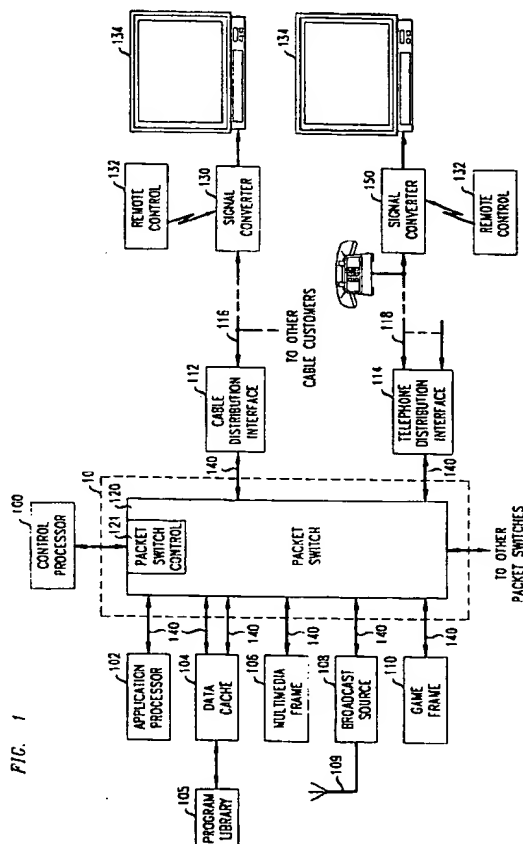 FIG. 1
100
CONTROL
PROCESSOR
10
121
120
PACKET
SWITCH
CONTROL
PACKET
SWITCH
102
APPLICATION
PROCESSOR
140
105
PROGRAM
LIBRARY
104
DATA
CACHE
140
140
106
MULTIMEDIA
FRAME
140
108
BROADCAST
SOURCE
109
140
110
GAME
FRAME
140
TO OTHER
PACKET SWITCHES
140
112
CABLE
DISTRIBUTION
INTERFACE
116
TO OTHER
CABLE CUSTOMERS
132
REMOTE
CONTROL
130
SIGNAL
CONVERTER
134
140
114
TELEPHONE
DISTRIBUTION
INTERFACE
118
150
SIGNAL
CONVERTER
132
REMOTE
CONTROL
134